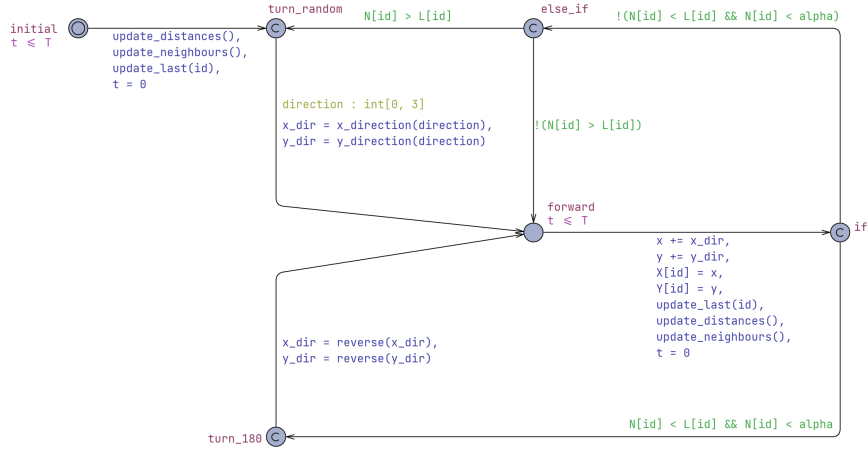 turn_random
else_if
N[id] > L[id]
!(N[id] < L[id] && N[id] < alpha)
initial
t ⩽ T
C
C
update_distances(),
update_neighbours(),
update_last(id),
t = 0
direction : int[0, 3]
x_dir = x_direction(direction),
y_dir = y_direction(direction)
!(N[id] > L[id])
forward
t ⩽ T
C
if
x += x_dir,
y += y_dir,
X[id] = x,
Y[id] = y,
update_last(id),
update_distances(),
update_neighbours(),
t = 0
x_dir = reverse(x_dir),
y_dir = reverse(y_dir)
N[id] < L[id] && N[id] < alpha
turn_180
C